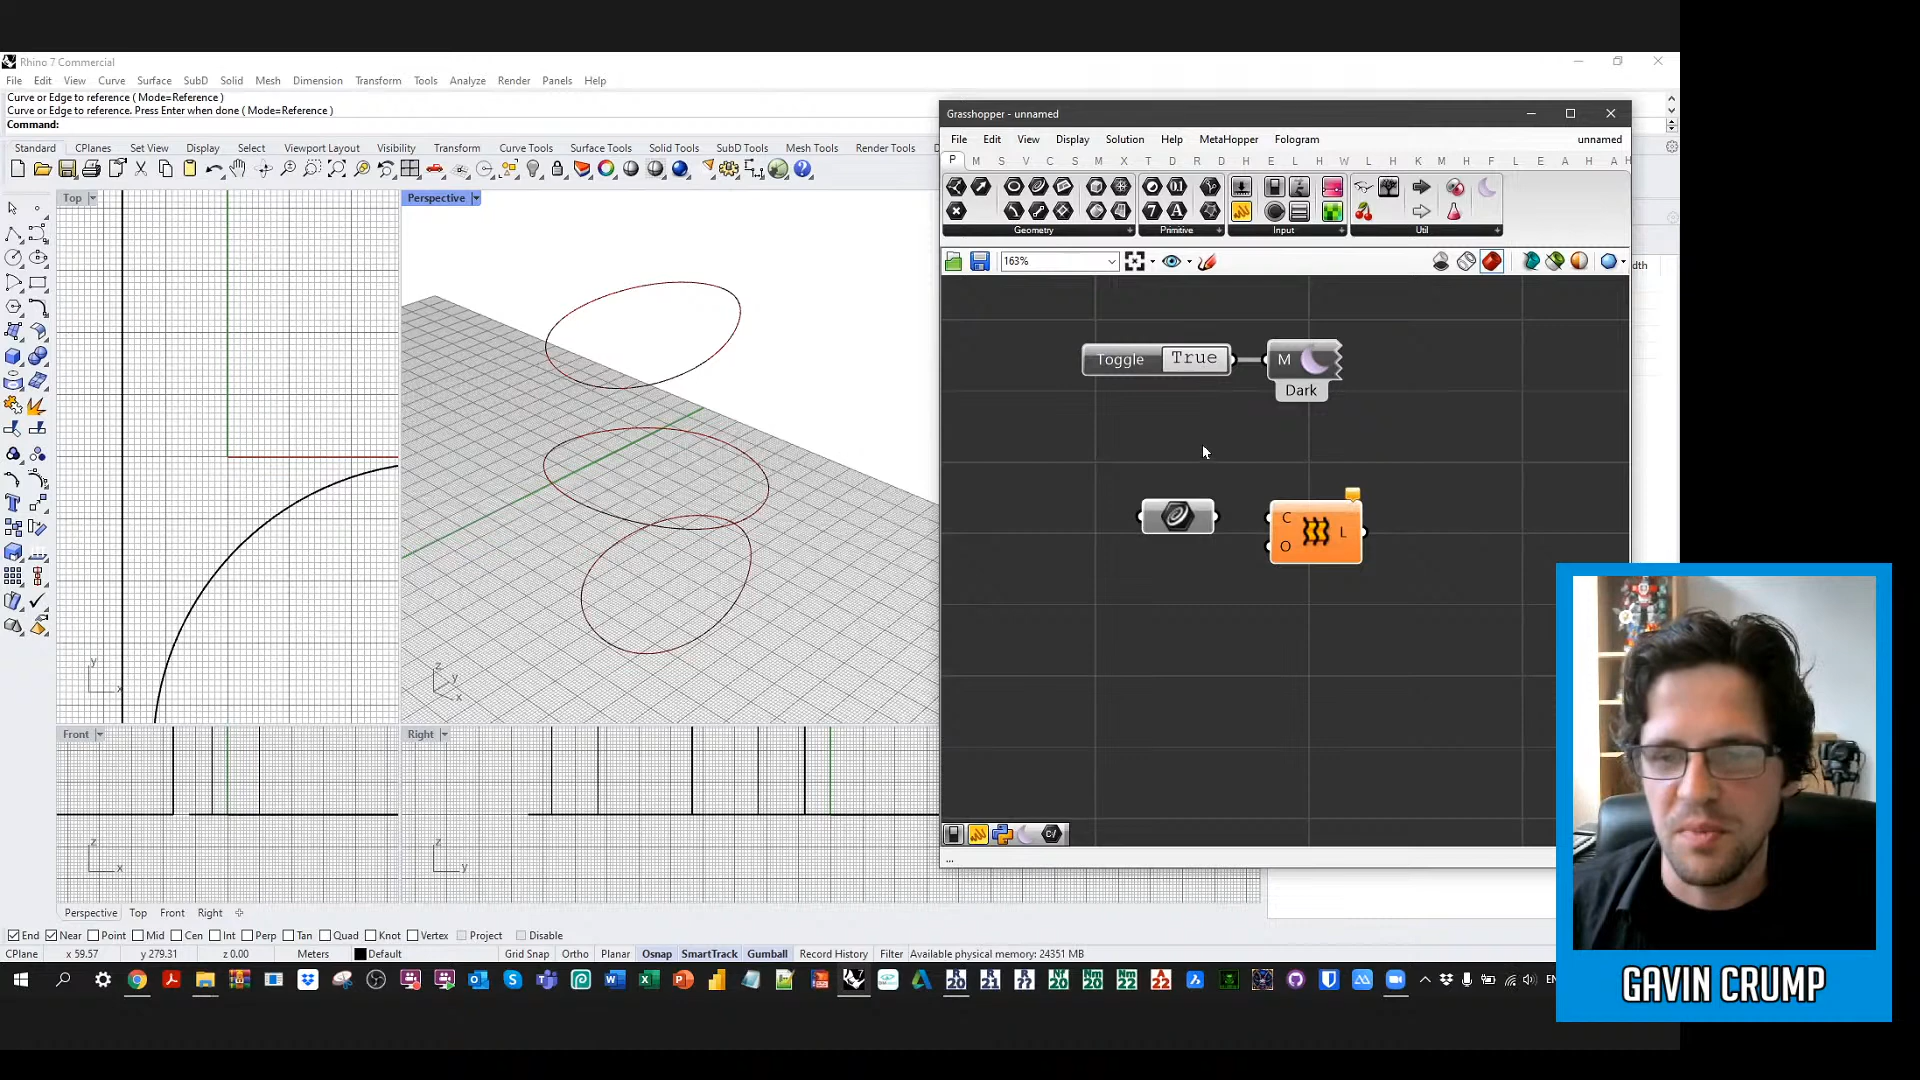 Rhino 7 Commercial
File Edit View Curve Surface SubD Solid Mesh Dimension Transform Tools Analyze Render Panels Help
Curve or Edge to reference ( Mode=Reference )
Curve or Edge to reference. Press Enter when done ( Mode=Reference )
Command:
Standard CPlanes Set View Display Select Viewport Layout Visibility Transform Curve Tools Surface Tools Solid Tools SubD Tools Mesh Tools Render Tools D
Top
Perspective
Grasshopper - unnamed
File Edit View Display Solution Help MetaHopper Fologram unnamed
P M S V C S M X T D R D H E L H W L H K M H F L E A H A H
Geometry Primitive Input Util
163%
dth
Toggle True M
Dark
C
O
L
y
x
z
y
x
Front
Right
z
x
z
y
...
Perspective Top Front Right
End Near Point Mid Cen Int Perp Tan Quad Knot Vertex Project Disable
CPlane x 59.57 y 279.31 z 0.00 Meters Default Grid Snap Ortho Planar Osnap SmartTrack Gumball Record History Filter Available physical memory: 24351 MB
GAVIN CRUMP